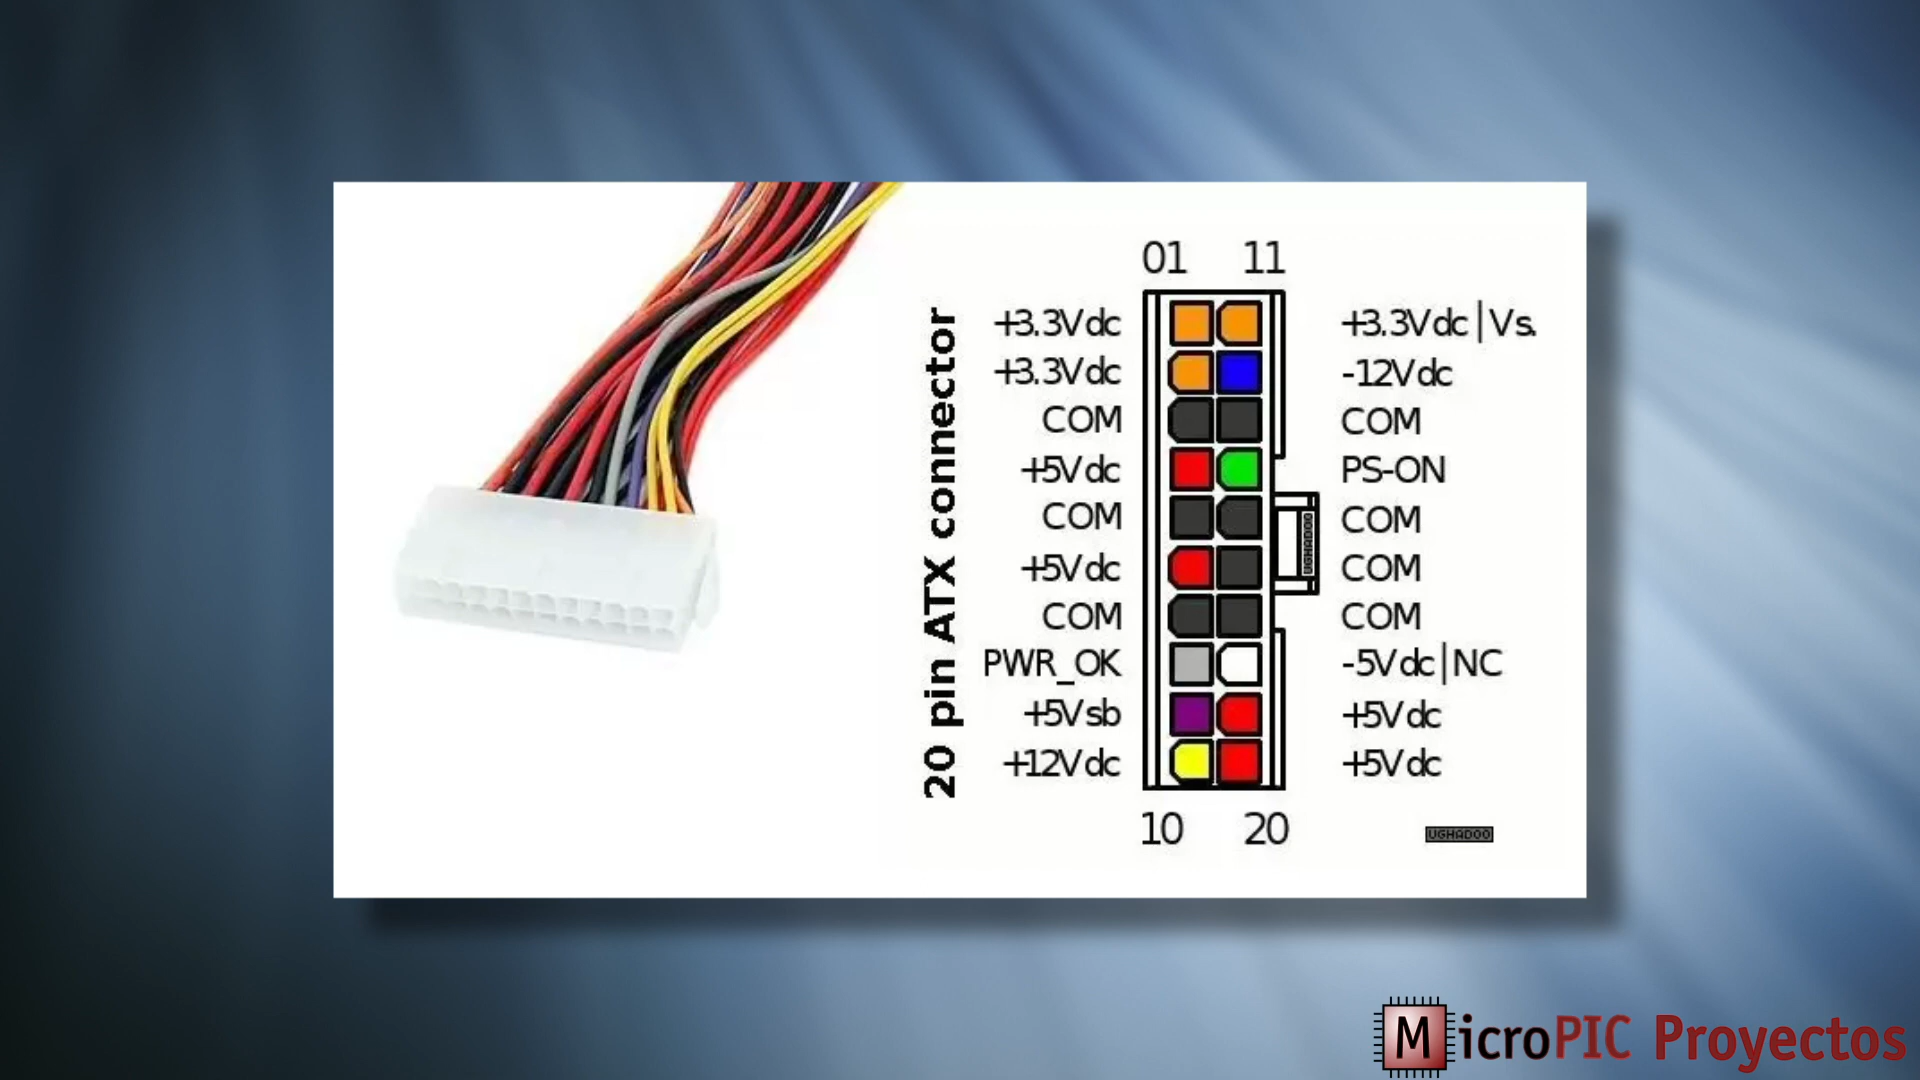 01 11
20 pin ATX connector
+3.3Vdc +3.3Vdc|Vs.
+3.3Vdc -12Vdc
COM COM
+5Vdc PS-ON
COM COM
+5Vdc COM
COM COM
PWR_OK -5Vdc|NC
+5Vsb +5Vdc
+12Vdc +5Vdc
10 20
UGHADOO
UGHADOO
MicroPIC Proyectos